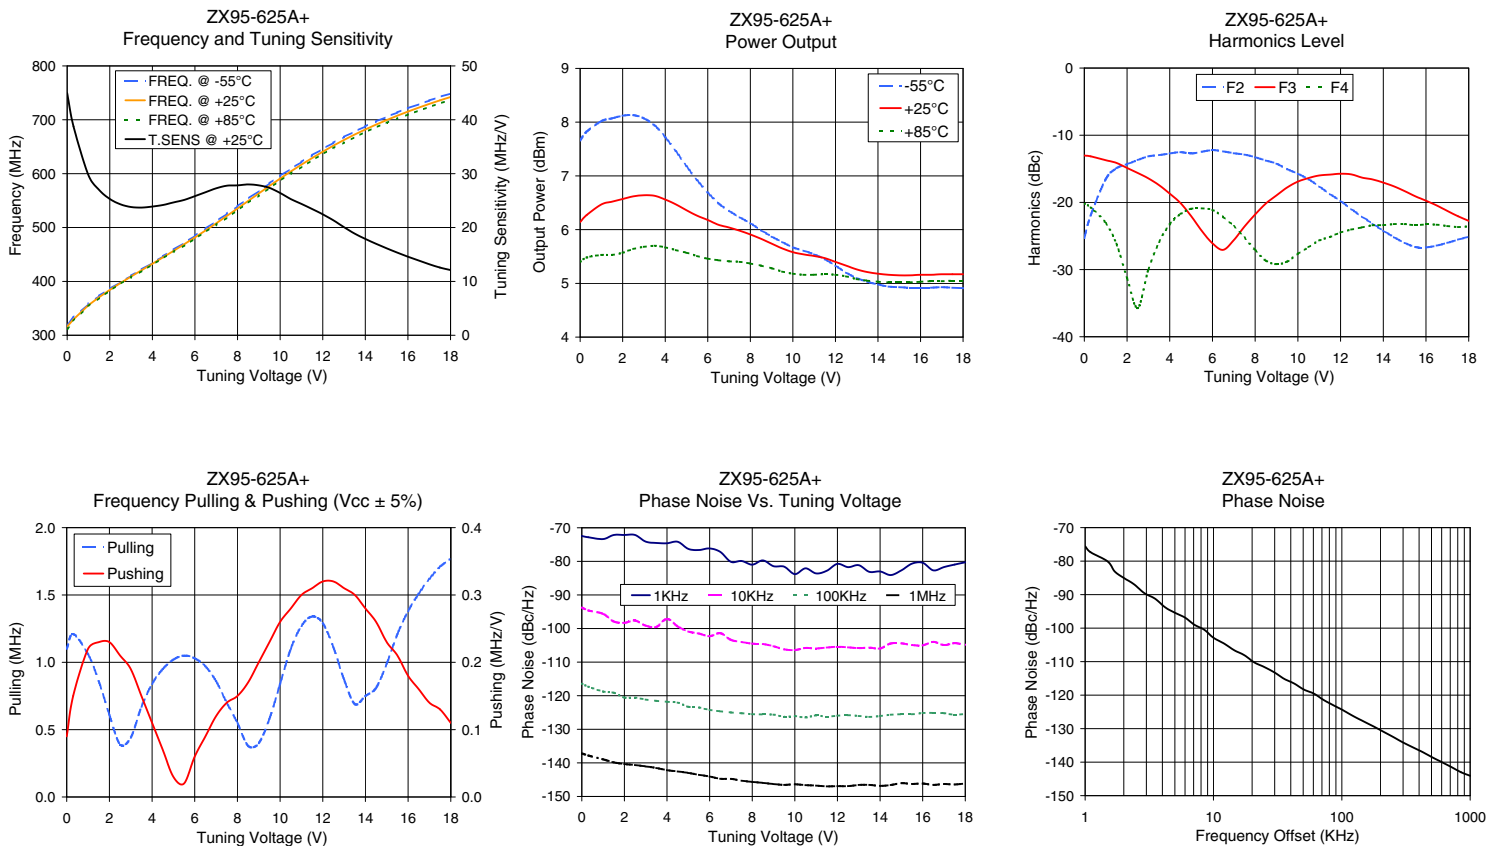 ZX95-625A+
Frequency and Tuning Sensitivity
800
700
600
500
400
300
50
40
30
20
10
0
FREQ. @ -55°C
FREQ. @ +25°C
FREQ. @ +85°C
T.SENS @ +25°C
Frequency (MHz)
Tuning Sensitivity (MHz/V)
0 2 4 6 8 10 12 14 16 18
Tuning Voltage (V)
ZX95-625A+
Power Output
9
8
7
6
5
4
-55°C
+25°C
+85°C
Output Power (dBm)
0 2 4 6 8 10 12 14 16 18
Tuning Voltage (V)
ZX95-625A+
Harmonics Level
0
-10
-20
-30
-40
F2 F3 F4
Harmonics (dBc)
0 2 4 6 8 10 12 14 16 18
Tuning Voltage (V)
ZX95-625A+
Frequency Pulling & Pushing (Vcc ± 5%)
2.0
1.5
1.0
0.5
0.0
0.4
0.3
0.2
0.1
0.0
Pulling
Pushing
Pulling (MHz)
Pushing (MHz/V)
0 2 4 6 8 10 12 14 16 18
Tuning Voltage (V)
ZX95-625A+
Phase Noise Vs. Tuning Voltage
-70
-80
-90
-100
-110
-120
-130
-140
-150
1KHz 10KHz 100KHz 1MHz
Phase Noise (dBc/Hz)
0 2 4 6 8 10 12 14 16 18
Tuning Voltage (V)
ZX95-625A+
Phase Noise
-70
-80
-90
-100
-110
-120
-130
-140
-150
Phase Noise (dBc/Hz)
1 10 100 1000
Frequency Offset (KHz)